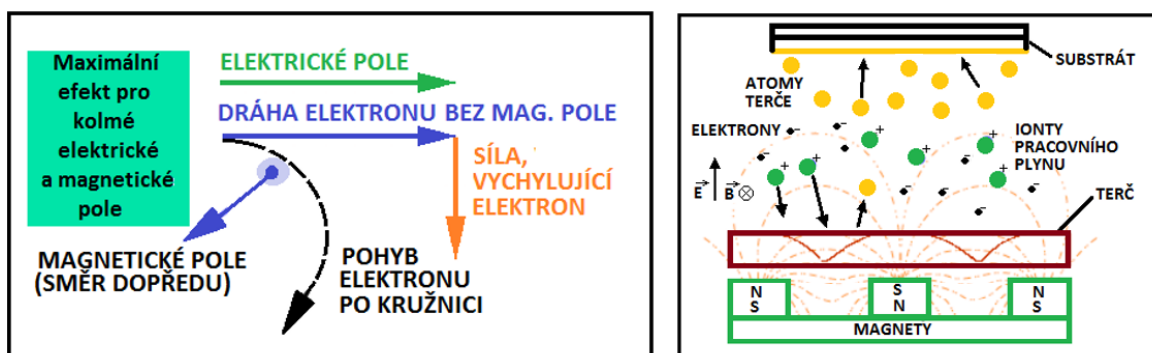 Maximální
efekt pro
kolmé
elektrické
a magnetické
pole
ELEKTRICKÉ POLE
DRÁHA ELEKTRONU BEZ MAG. POLE
SÍLA,
VYCHYLUJÍCÍ
ELEKTRON
MAGNETICKÉ POLE
(SMĚR DOPŘEDU)
POHYB
ELEKTRONU
PO KRUŽNICI
SUBSTRÁT
ATOMY
TERČE
ELEKTRONY
IONTY
PRACOVNÍHO
PLYNU
E B
TERČ
N S N
S N S
MAGNETY